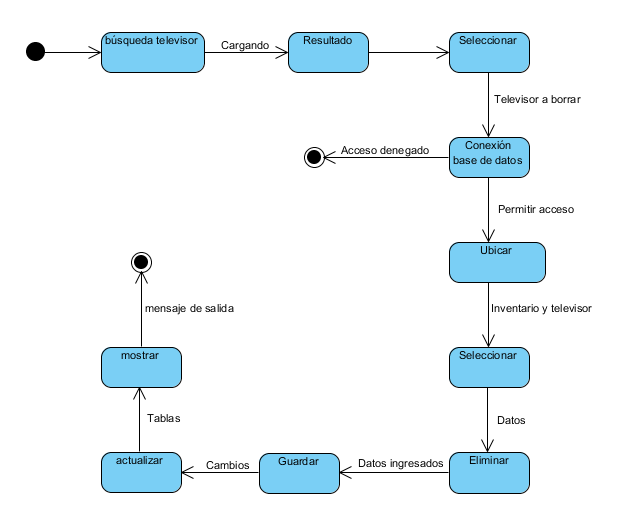 búsqueda televisor
Cargando
Resultado
Seleccionar
Televisor a borrar
Conexión
base de datos
Acceso denegado
Permitir acceso
Ubicar
Inventario y televisor
Seleccionar
Datos
Eliminar
Datos ingresados
Guardar
Cambios
actualizar
Tablas
mostrar
mensaje de salida